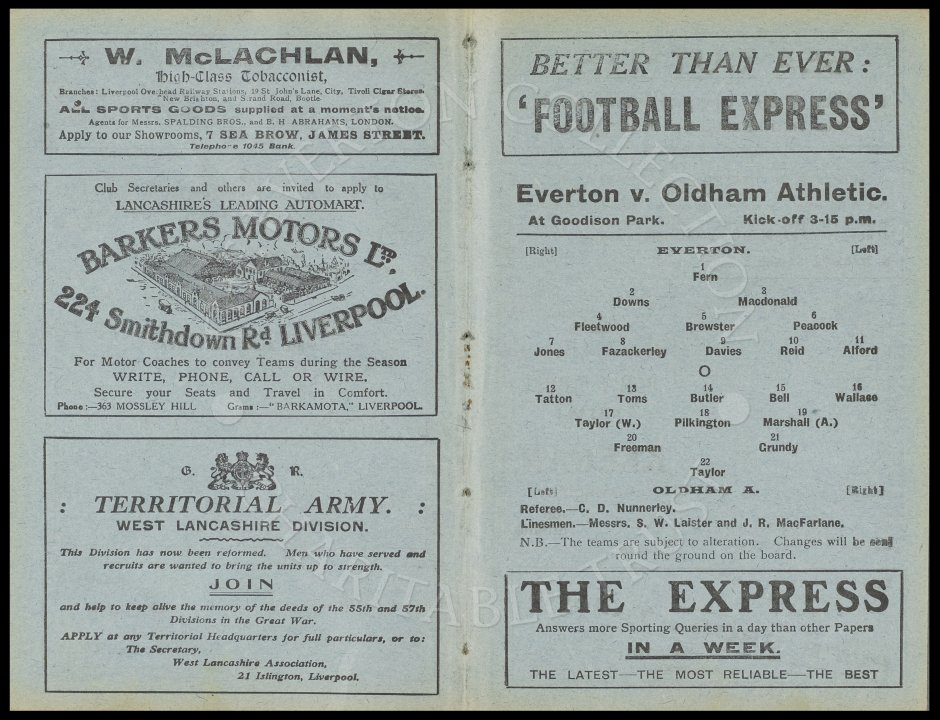 W. McLACHLAN,
High-Class Tobacconist,
Branches: Liverpool Overhead Railway Stations, 19 St John's Lane, City, Tivoli Cigar Stores
New Brighton, and Strand Road, Bootle
ALL SPORTS GOODS supplied at a moment's notice.
Agents for Messrs. SPALDING BROS., and B. H. ABRAHAMS, LONDON.
Apply to our Showrooms, 7 SEA BROW, JAMES STREET.
Telephone 1045 Bank.
Club Secretaries and others are invited to apply to
LANCASHIRE'S LEADING AUTOMART.
BARKERS MOTORS LTD,
224 Smithdown Rd LIVERPOOL.
For Motor Coaches to convey Teams during the Season
WRITE, PHONE, CALL OR WIRE.
Secure your Seats and Travel in Comfort.
Phone:—363 MOSSLEY HILL Grams:—"BARKAMOTA," LIVERPOOL.
G. R.
: TERRITORIAL ARMY. :
WEST LANCASHIRE DIVISION.
This Division has now been reformed. Men who have served and
recruits are wanted to bring the units up to strength.
JOIN
and help to keep alive the memory of the deeds of the 55th and 57th
Divisions in the Great War.
APPLY at any Territorial Headquarters for full particulars, or to:
The Secretary,
West Lancashire Association,
21 Islington, Liverpool.
BETTER THAN EVER:
'FOOTBALL EXPRESS'
Everton v. Oldham Athletic.
At Goodison Park. Kick-off 3-15 p.m.
[Right] EVERTON. [Left]
1
Fern
2 3
Downs Macdonald
4 5 6
Fleetwood Brewster Peacock
7 8 9 10 11
Jones Fazackerley Davies Reid Alford
O
12 13 14 15 16
Tatton Toms Butler Bell Wallace
17 18 19
Taylor (W.) Pilkington Marshall (A.)
20 21
Freeman Grundy
22
Taylor
[Left] OLDHAM A. [Right]
Referee.—C. D. Nunnerley.
Linesmen.—Messrs. S. W. Laister and J. R. MacFarlane.
N.B.—The teams are subject to alteration. Changes will be send
round the ground on the board.
THE EXPRESS
Answers more Sporting Queries in a day than other Papers
IN A WEEK.
THE LATEST—THE MOST RELIABLE—THE BEST
EVERTON COLLECTION
CHARITABLE TRUST